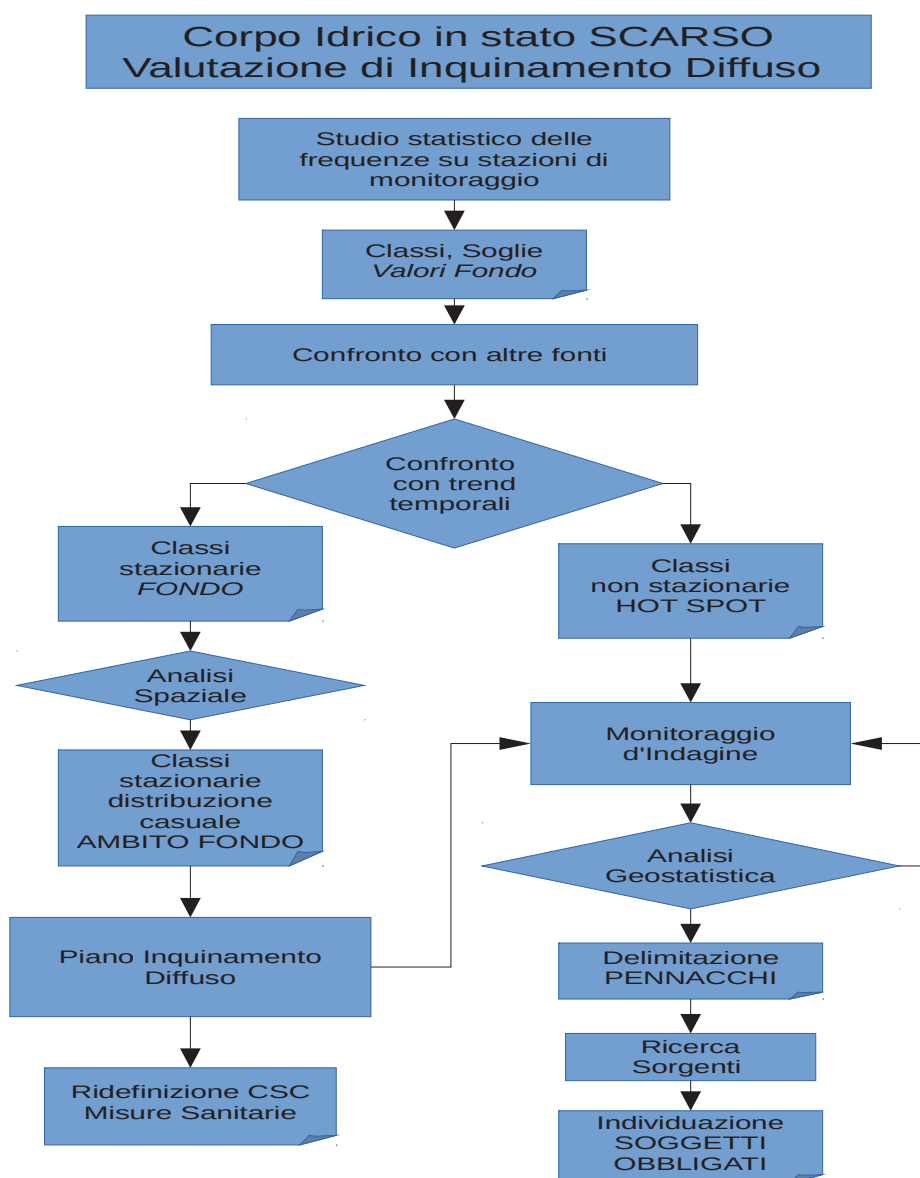 Corpo Idrico in stato SCARSO
Valutazione di Inquinamento Diffuso
Studio statistico delle
frequenze su stazioni di
monitoraggio
Classi, Soglie
Valori Fondo
Confronto con altre fonti
Confronto
con trend
temporali
Classi
stazionarie
FONDO
Classi
non stazionarie
HOT SPOT
Analisi
Spaziale
Classi
stazionarie
distribuzione
casuale
AMBITO FONDO
Monitoraggio
d'Indagine
Analisi
Geostatistica
Piano Inquinamento
Diffuso
Delimitazione
PENNACCHI
Ricerca
Sorgenti
Ridefinizione CSC
Misure Sanitarie
Individuazione
SOGGETTI
OBBLIGATI